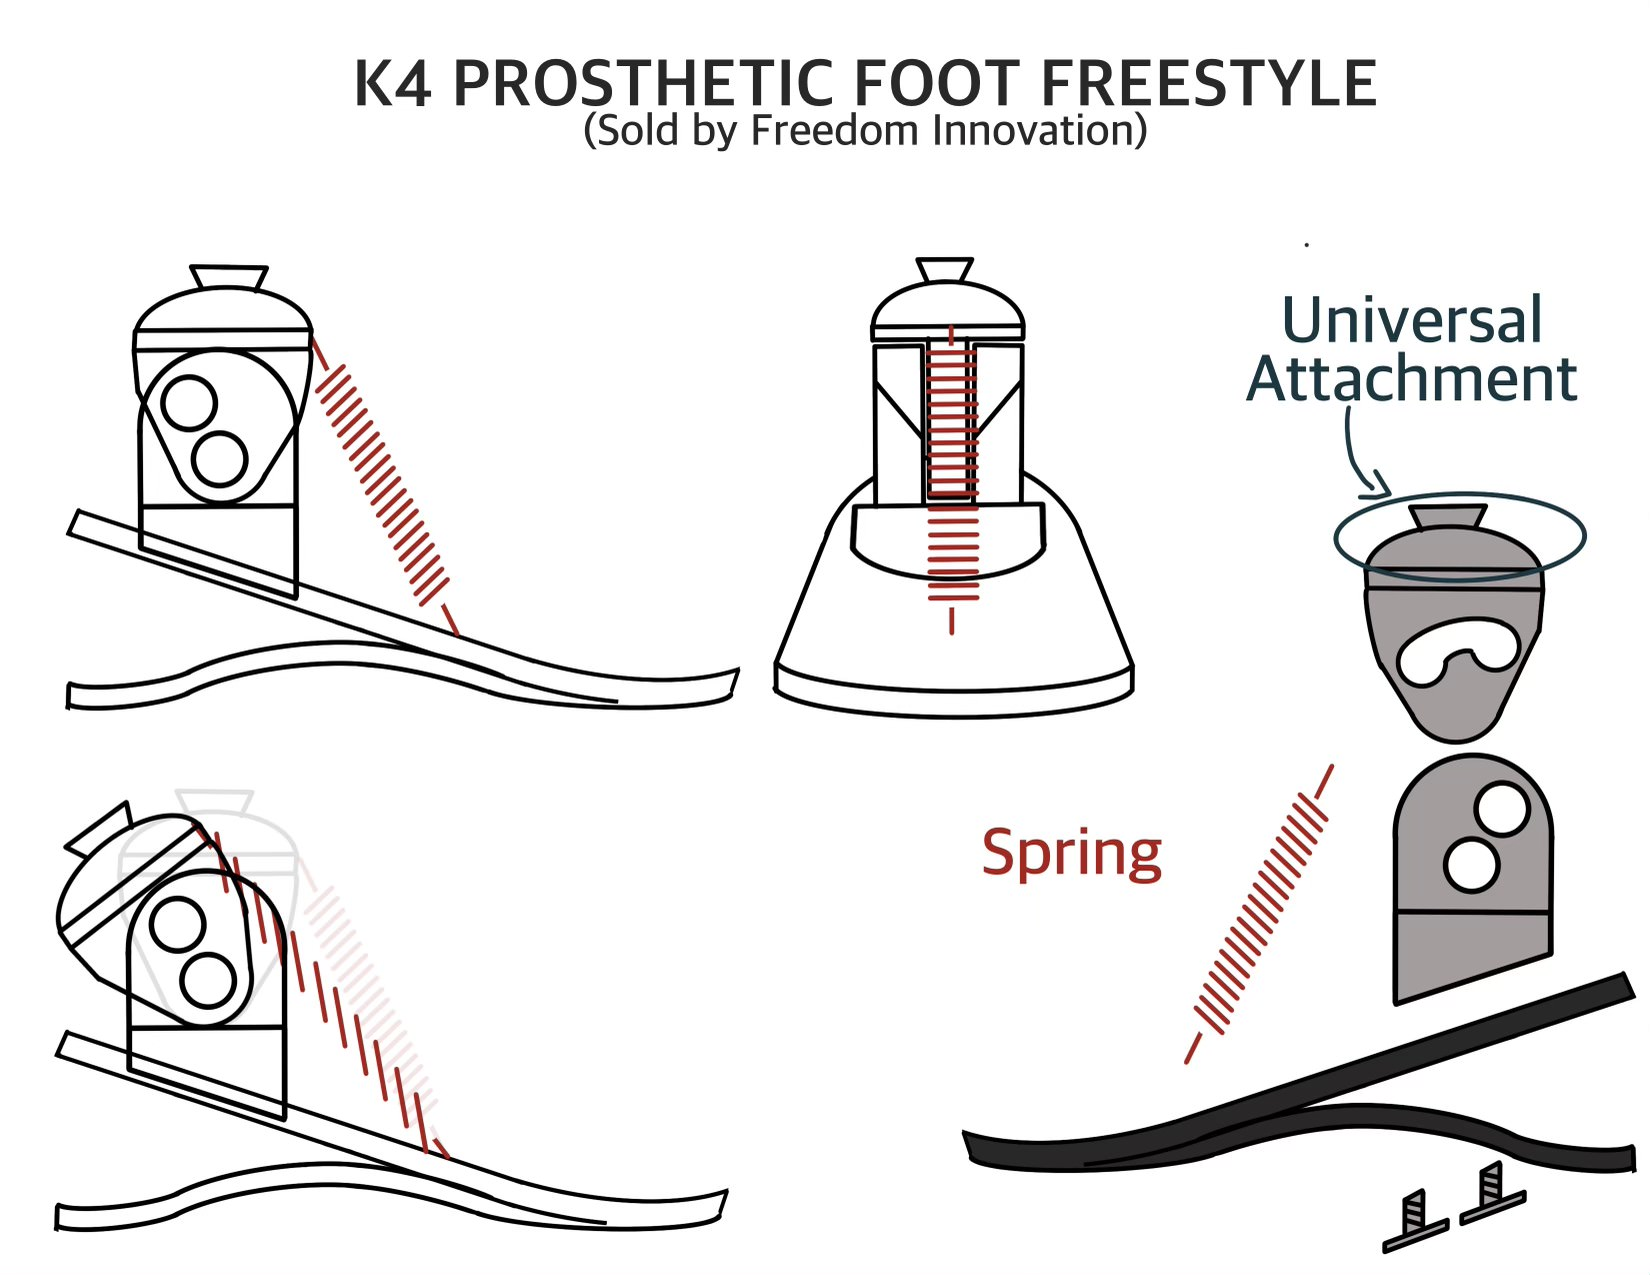 K4 PROSTHETIC FOOT FREESTYLE
(Sold by Freedom Innovation)
Universal
Attachment
Spring